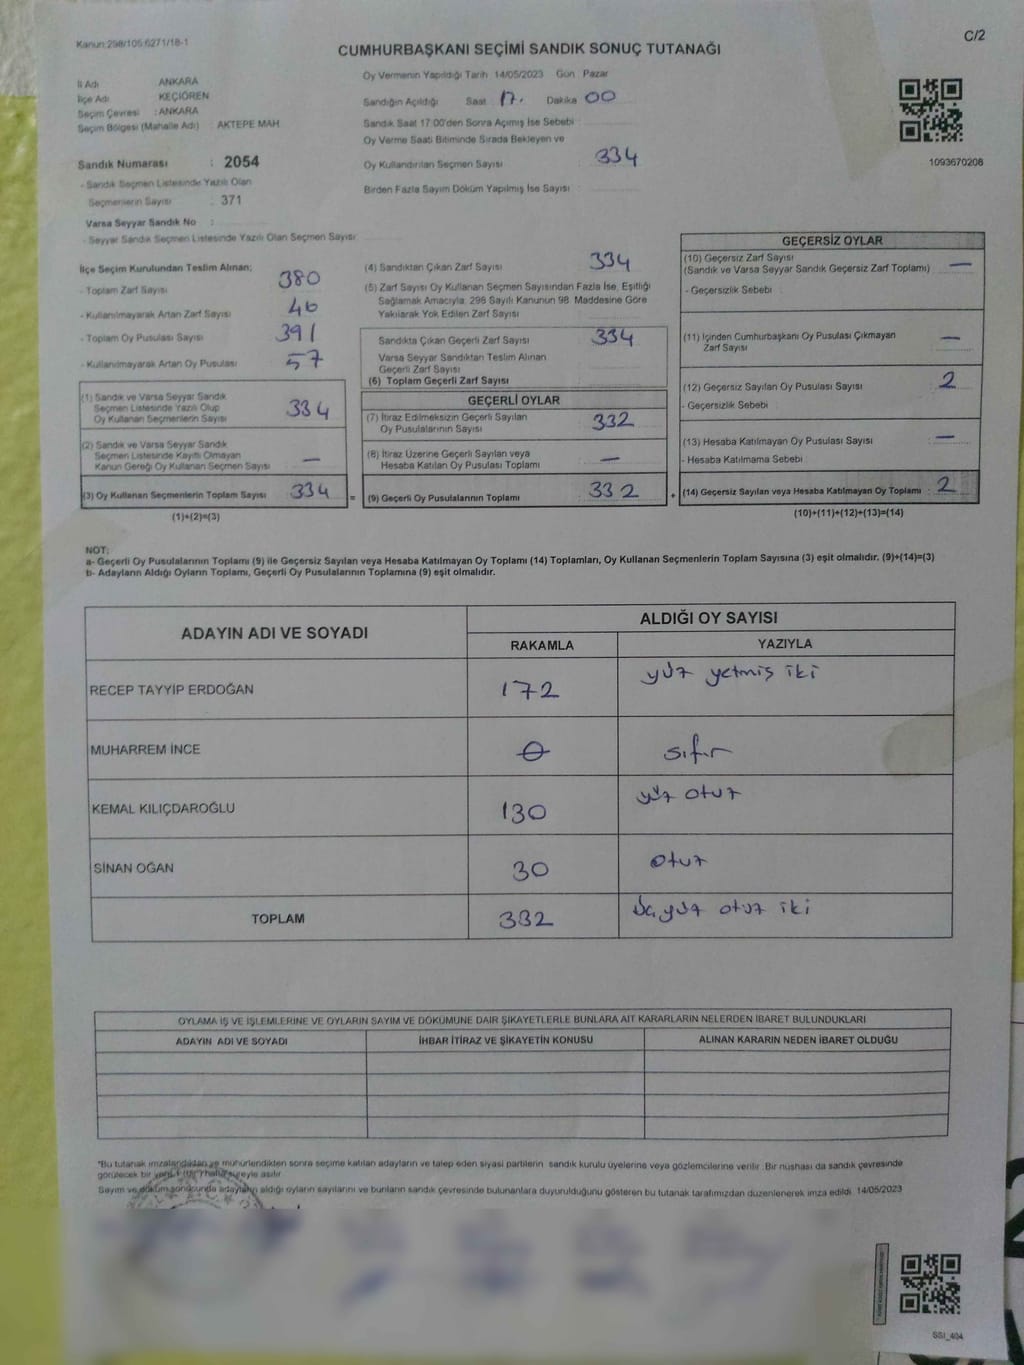 Kanun:298/105,6271/18-1
C/2
CUMHURBAŞKANI SEÇİMİ SANDIK SONUÇ TUTANAĞI
İl Adı ANKARA
İlçe Adı KEÇİÖREN
Seçim Çevresi : ANKARA
Seçim Bölgesi (Mahalle Adı) : AKTEPE MAH
Sandık Numarası : 2054
- Sandık Seçmen Listesinde Yazılı Olan
Seçmenlerin Sayısı : 371
Varsa Seyyar Sandık No :
- Seyyar Sandık Seçmen Listesinde Yazılı Olan Seçmen Sayısı
Oy Vermenin Yapıldığı Tarih 14/05/2023 Gün Pazar
Sandığın Açıldığı Saat 17. Dakika 00
Sandık Saat 17:00'den Sonra Açımış İse Sebebi
Oy Verme Saati Bitiminde Sırada Bekleyen ve
Oy Kullandırılan Seçmen Sayısı : 334
Birden Fazla Sayım Döküm Yapılmış İse Sayısı
1093670208
İlçe Seçim Kurulundan Teslim Alınan;
- Toplam Zarf Sayısı 380
- Kullanılmayarak Artan Zarf Sayısı 46
- Toplam Oy Pusulası Sayısı 391
- Kullanılmayarak Artan Oy Pusulası 57
(1) Sandık ve Varsa Seyyar Sandık
Seçmen Listesinde Yazılı Olup
Oy Kullanan Seçmenlerin Sayısı 334
(2) Sandık ve Varsa Seyyar Sandık
Seçmen Listesinde Kayıtlı Olmayan
Kanun Gereği Oy Kullanan Seçmen Sayısı —
(3) Oy Kullanan Seçmenlerin Toplam Sayısı 334
(1)+(2)=(3)
(4) Sandıktan Çıkan Zarf Sayısı 334
(5) Zarf Sayısı Oy Kullanan Seçmen Sayısından Fazla İse, Eşitliği
Sağlamak Amacıyla, 298 Sayılı Kanunun 98. Maddesine Göre
Yakılarak Yok Edilen Zarf Sayısı
Sandıkta Çıkan Geçerli Zarf Sayısı 334
Varsa Seyyar Sandıktan Teslim Alınan
Geçerli Zarf Sayısı
(6) Toplam Geçerli Zarf Sayısı :
GEÇERLİ OYLAR
(7) İtiraz Edilmeksizin Geçerli Sayılan
Oy Pusulalarının Sayısı 332
(8) İtiraz Üzerine Geçerli Sayılan veya
Hesaba Katılan Oy Pusulası Toplamı —
= (9) Geçerli Oy Pusulalarının Toplamı : 332
GEÇERSİZ OYLAR
(10) Geçersiz Zarf Sayısı
(Sandık ve Varsa Seyyar Sandık Geçersiz Zarf Toplamı) —
- Geçersizlik Sebebi :
(11) İçinden Cumhurbaşkanı Oy Pusulası Çıkmayan
Zarf Sayısı —
(12) Geçersiz Sayılan Oy Pusulası Sayısı 2
- Geçersizlik Sebebi :
(13) Hesaba Katılmayan Oy Pusulası Sayısı —
- Hesaba Katılmama Sebebi :
+ (14) Geçersiz Sayılan veya Hesaba Katılmayan Oy Toplamı : 2
(10)+(11)+(12)+(13)=(14)
NOT:
a- Geçerli Oy Pusulalarının Toplamı (9) ile Geçersiz Sayılan veya Hesaba Katılmayan Oy Toplamı (14) Toplamları, Oy Kullanan Seçmenlerin Toplam Sayısına (3) eşit olmalıdır. (9)+(14)=(3)
b- Adayların Aldığı Oyların Toplamı, Geçerli Oy Pusulalarının Toplamına (9) eşit olmalıdır.
ADAYIN ADI VE SOYADI ALDIĞI OY SAYISI
RAKAMLA YAZIYLA
RECEP TAYYİP ERDOĞAN 172 yüz yetmiş iki
MUHARREM İNCE 0 sıfır
KEMAL KILIÇDAROĞLU 130 yüz otuz
SİNAN OĞAN 30 otuz
TOPLAM 332 üçyüz otuz iki
OYLAMA İŞ VE İŞLEMLERİNE VE OYLARIN SAYIM VE DÖKÜMÜNE DAİR ŞİKAYETLERLE BUNLARA AİT KARARLARIN NELERDEN İBARET BULUNDUKLARI
ADAYIN ADI VE SOYADI İHBAR İTİRAZ VE ŞİKAYETİN KONUSU ALINAN KARARIN NEDEN İBARET OLDUĞU
*Bu tutanak imzalandıktan ve mühürlendikten sonra seçime katılan adayların ve talep eden siyasi partilerin sandık kurulu üyelerine veya gözlemcilerine verilir. Bir nüshası da sandık çevresinde
görülecek bir yere 1 (bir) hafta süreyle asılır.
Sayım ve döküm sonucunda adayların aldığı oyların sayılarını ve bunların sandık çevresinde bulunanlara duyurulduğunu gösteren bu tutanak tarafımızdan düzenlenerek imza edildi. 14/05/2023
SSI_404